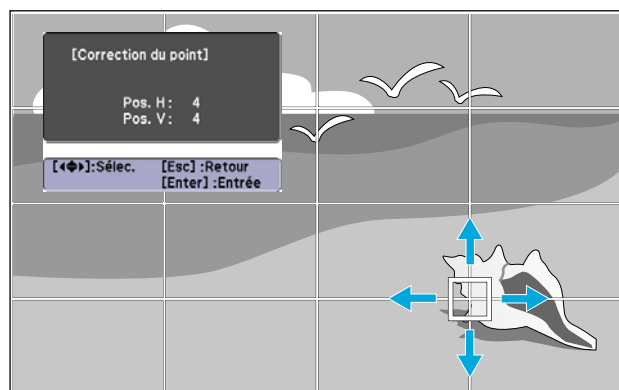 [Correction du point]
Pos. H: 4
Pos. V: 4
[◀◆▶]:Sélec. [Esc] :Retour
[Enter] :Entrée